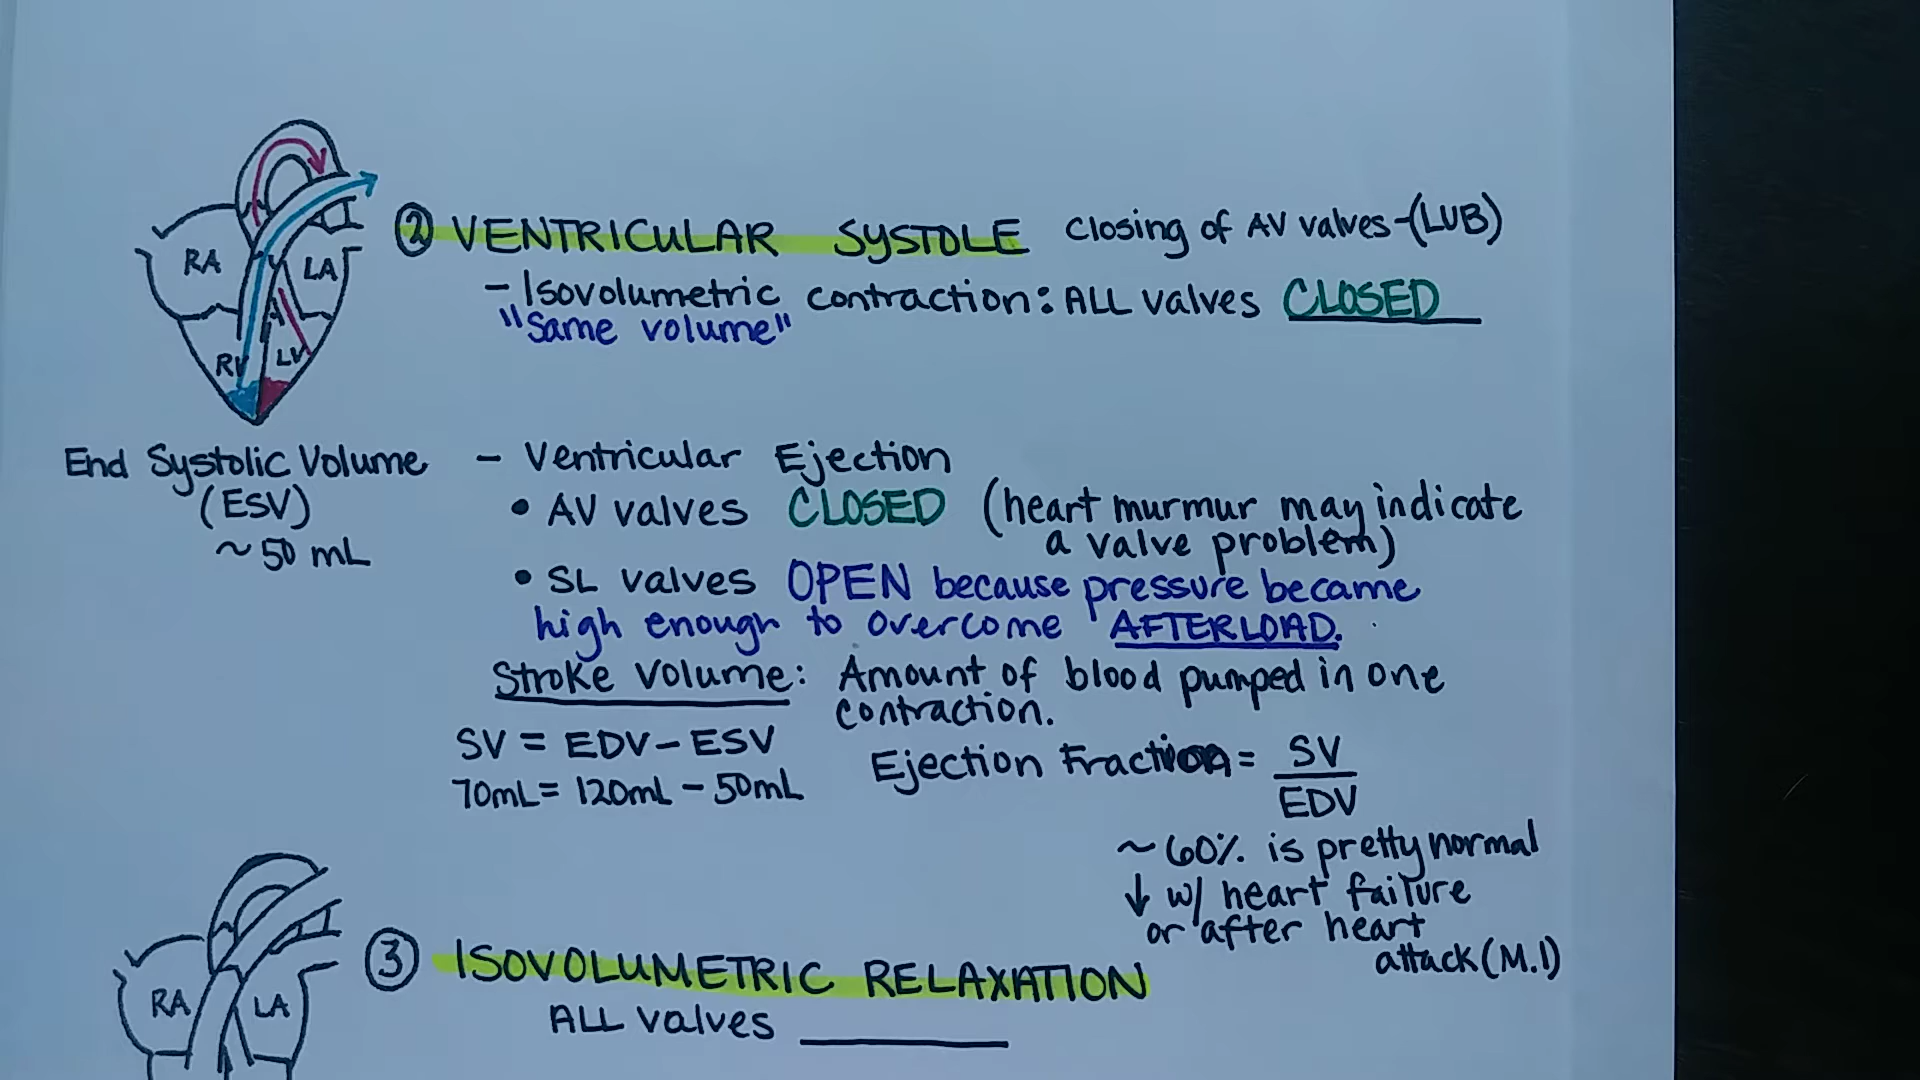 ② VENTRICULAR SYSTOLE Closing of AV valves-(LUB)
- Isovolumetric contraction: ALL valves CLOSED
"Same volume"
RA
LA
RV
LV
End Systolic Volume
(ESV)
~50 mL
- Ventricular Ejection
• AV valves CLOSED (heart murmur may indicate
a valve problem)
• SL valves OPEN because pressure became
high enough to overcome AFTERLOAD.
Stroke Volume: Amount of blood pumped in one
contraction.
SV = EDV - ESV
70mL = 120mL - 50mL
Ejection Fraction = SV
EDV
~60% is pretty normal
↓ w/ heart failure
or after heart
attack (M.I)
③ ISOVOLUMETRIC RELAXATION
ALL valves ________
RA
LA